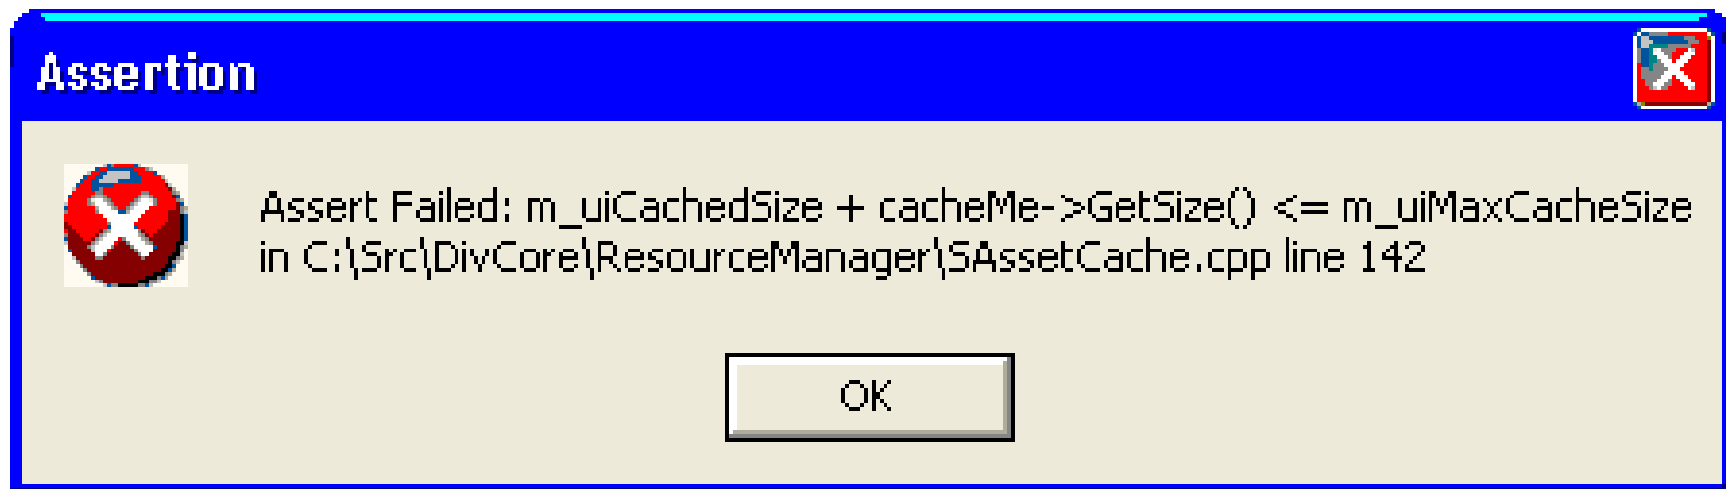 Assertion
Assert Failed: m_uiCachedSize + cacheMe->GetSize() <= m_uiMaxCacheSize
in C:\Src\DivCore\ResourceManager\SAssetCache.cpp line 142
OK